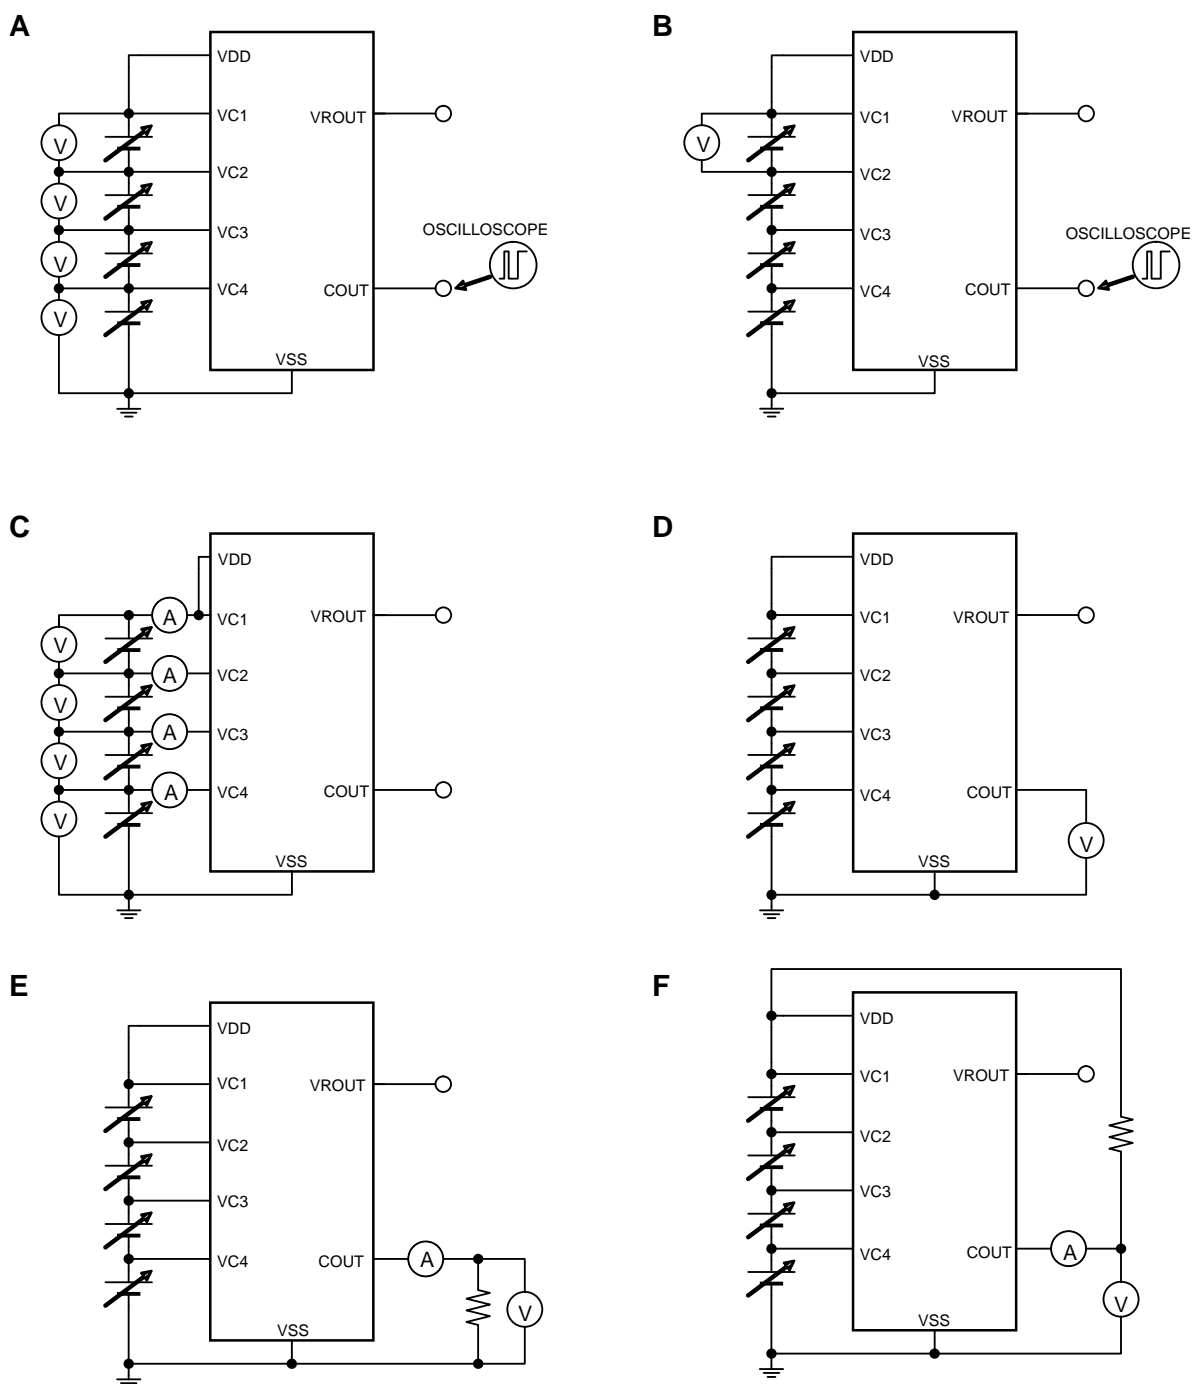 A
VDD
VC1
VROUT
V
VC2
V
VC3
OSCILLOSCOPE
V
VC4
COUT
V
VSS
B
VDD
VC1
VROUT
V
VC2
VC3
OSCILLOSCOPE
VC4
COUT
VSS
C
VDD
A
VC1
VROUT
V
A
VC2
V
A
VC3
V
A
VC4
COUT
V
VSS
D
VDD
VC1
VROUT
VC2
VC3
VC4
COUT
V
VSS
E
VDD
VC1
VROUT
VC2
VC3
VC4
COUT
A
V
VSS
F
VDD
VC1
VROUT
VC2
VC3
VC4
COUT
A
V
VSS